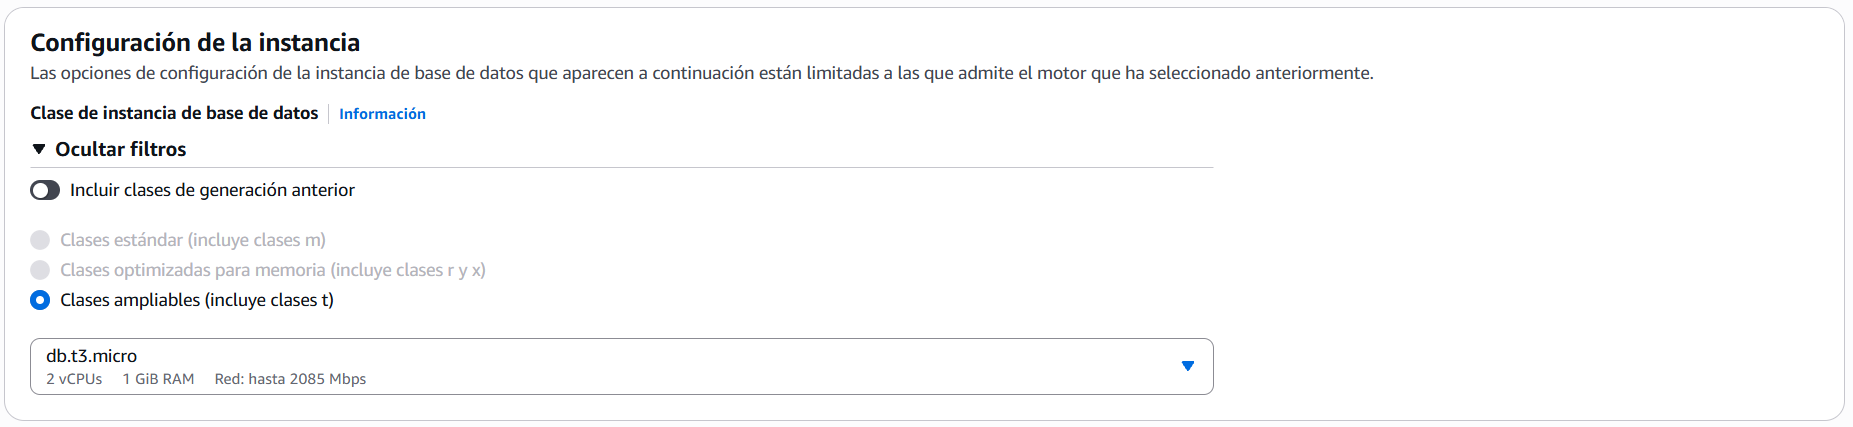 Configuración de la instancia
Las opciones de configuración de la instancia de base de datos que aparecen a continuación están limitadas a las que admite el motor que ha seleccionado anteriormente.
Clase de instancia de base de datos Información
Ocultar filtros
Incluir clases de generación anterior
Clases estándar (incluye clases m)
Clases optimizadas para memoria (incluye clases r y x)
Clases ampliables (incluye clases t)
db.t3.micro
2 vCPUs 1 GiB RAM Red: hasta 2085 Mbps